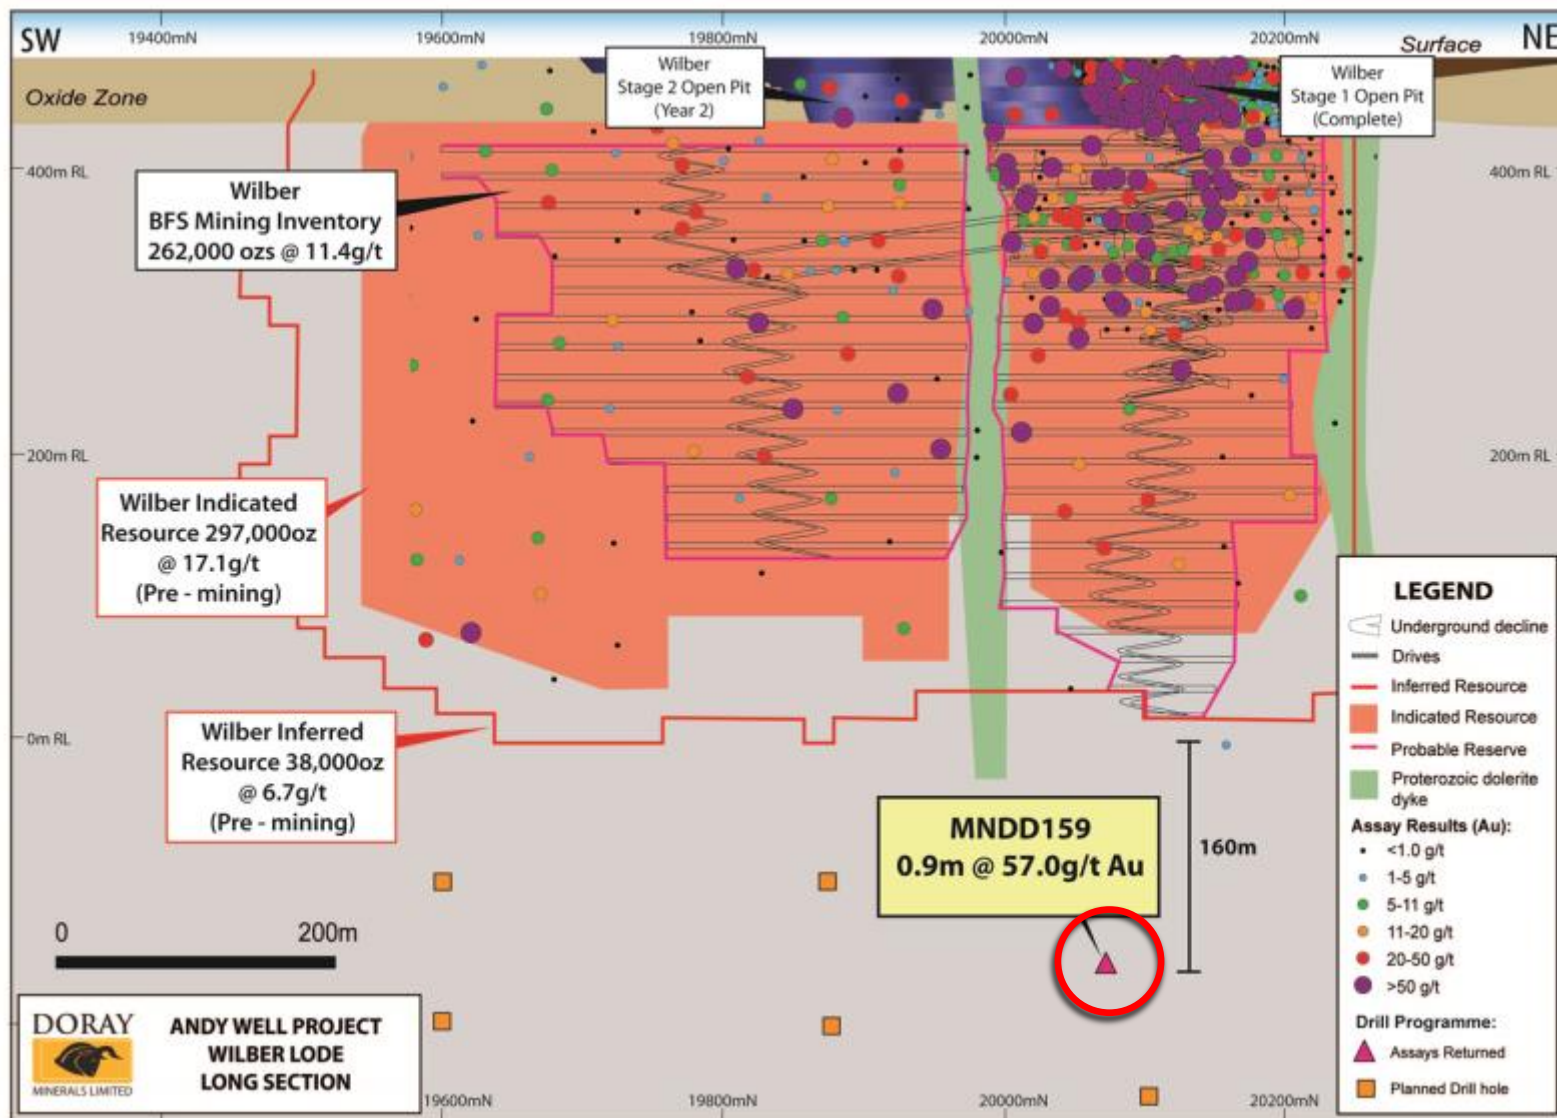 SW
19400mN
19600mN
19800mN
20000mN
20200mN
NE
Surface
Oxide Zone
Wilber
Stage 2 Open Pit
(Year 2)
Wilber
Stage 1 Open Pit
(Complete)
400m RL
400m RL
Wilber
BFS Mining Inventory
262,000 ozs @ 11.4g/t
200m RL
200m RL
Wilber Indicated
Resource 297,000oz
@ 17.1g/t
(Pre - mining)
0m RL
Wilber Inferred
Resource 38,000oz
@ 6.7g/t
(Pre - mining)
MNDD159
0.9m @ 57.0g/t Au
160m
LEGEND
Underground decline
Drives
Inferred Resource
Indicated Resource
Probable Reserve
Proterozoic dolerite
dyke
Assay Results (Au):
<1.0 g/t
1-5 g/t
5-11 g/t
11-20 g/t
20-50 g/t
>50 g/t
Drill Programme:
Assays Returned
Planned Drill hole
0 200m
DORAY
MINERALS LIMITED
ANDY WELL PROJECT
WILBER LODE
LONG SECTION
19600mN
19800mN
20000mN
20200mN